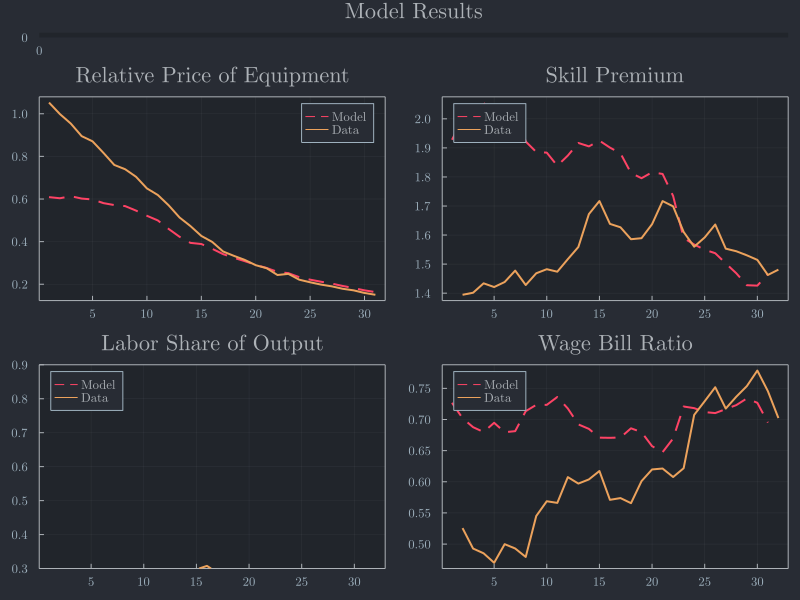 Model Results
0
0
Relative Price of Equipment
Skill Premium
Model
Data
1.0
0.8
0.6
0.4
0.2
5 10 15 20 25 30
Model
Data
2.0
1.9
1.8
1.7
1.6
1.5
1.4
5 10 15 20 25 30
Labor Share of Output
Wage Bill Ratio
Model
Data
0.9
0.8
0.7
0.6
0.5
0.4
0.3
5 10 15 20 25 30
Model
Data
0.75
0.70
0.65
0.60
0.55
0.50
5 10 15 20 25 30